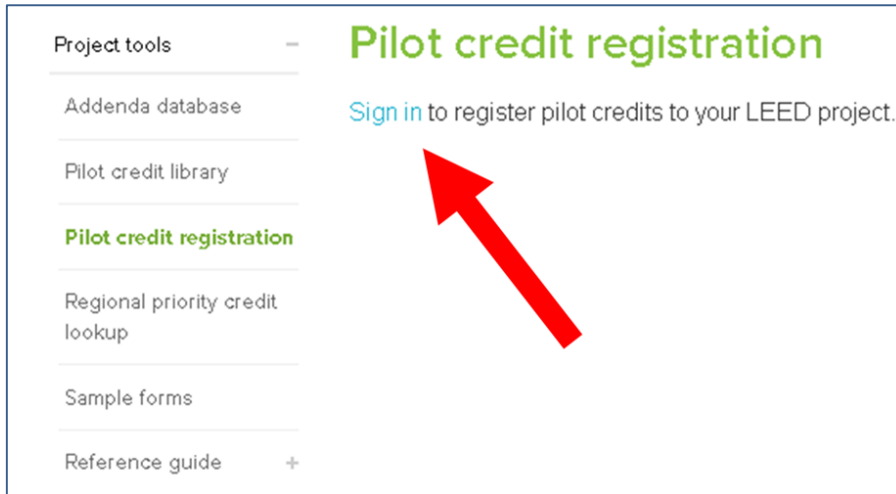 Project tools
Addenda database
Pilot credit library
Pilot credit registration
Regional priority credit
lookup
Sample forms
Reference guide
Pilot credit registration
Sign in to register pilot credits to your LEED project.